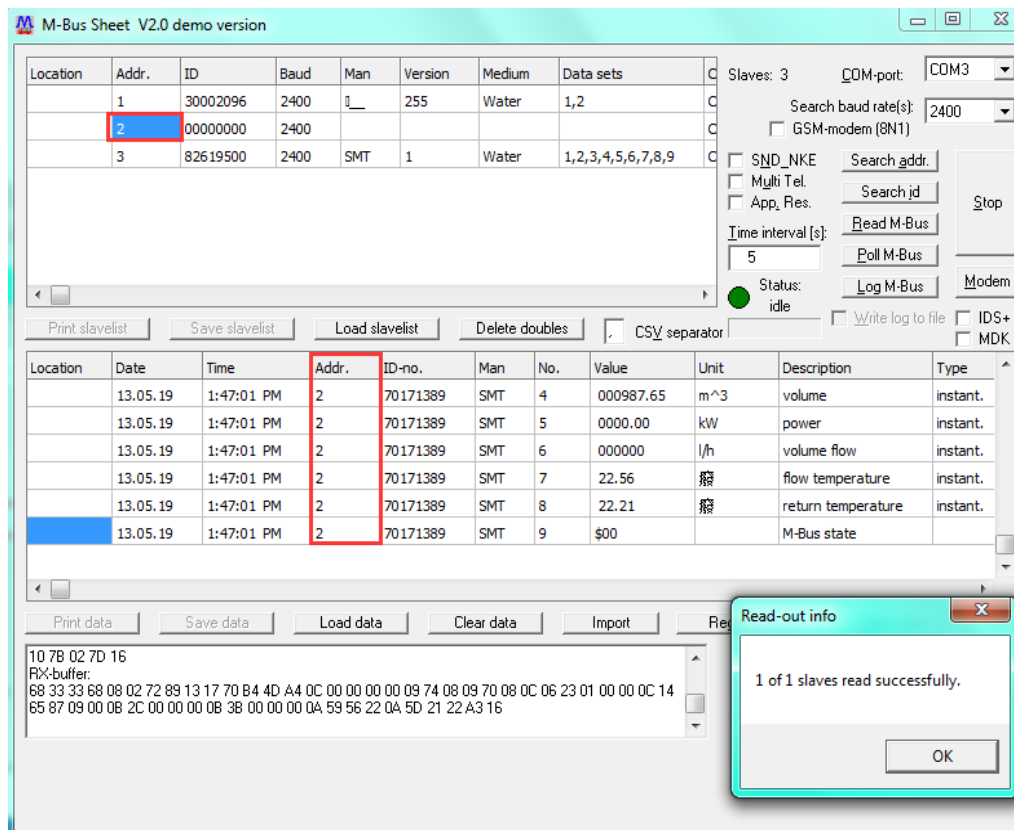 M-Bus Sheet V2.0 demo version
Location Addr. ID Baud Man Version Medium Data sets C
1 30002096 2400 255 Water 1,2 C
2 00000000 2400 C
3 82619500 2400 SMT 1 Water 1,2,3,4,5,6,7,8,9 C
Slaves: 3 COM-port: COM3
Search baud rate(s): 2400
GSM-modem (8N1)
SND_NKE Search addr.
Multi Tel. Search id
App. Res. Stop
Read M-Bus
Time interval [s]:
5 Poll M-Bus
Status: Log M-Bus Modem
idle
Write log to file IDS+
MDK
Print slavelist Save slavelist Load slavelist Delete doubles , CSV separator
Location Date Time Addr. ID-no. Man No. Value Unit Description Type
13.05.19 1:47:01 PM 2 70171389 SMT 4 000987.65 m^3 volume instant.
13.05.19 1:47:01 PM 2 70171389 SMT 5 0000.00 kW power instant.
13.05.19 1:47:01 PM 2 70171389 SMT 6 000000 l/h volume flow instant.
13.05.19 1:47:01 PM 2 70171389 SMT 7 22.56 flow temperature instant.
13.05.19 1:47:01 PM 2 70171389 SMT 8 22.21 return temperature instant.
13.05.19 1:47:01 PM 2 70171389 SMT 9 $00 M-Bus state
Print data Save data Load data Clear data Import
10 7B 02 7D 16
RX-buffer:
68 33 33 68 08 02 72 89 13 17 70 B4 4D A4 0C 00 00 00 00 09 74 08 09 70 08 0C 06 23 01 00 00 0C 14
65 87 09 00 0B 2C 00 00 00 0B 3B 00 00 00 0A 59 56 22 0A 5D 21 22 A3 16
Read-out info
1 of 1 slaves read successfully.
OK